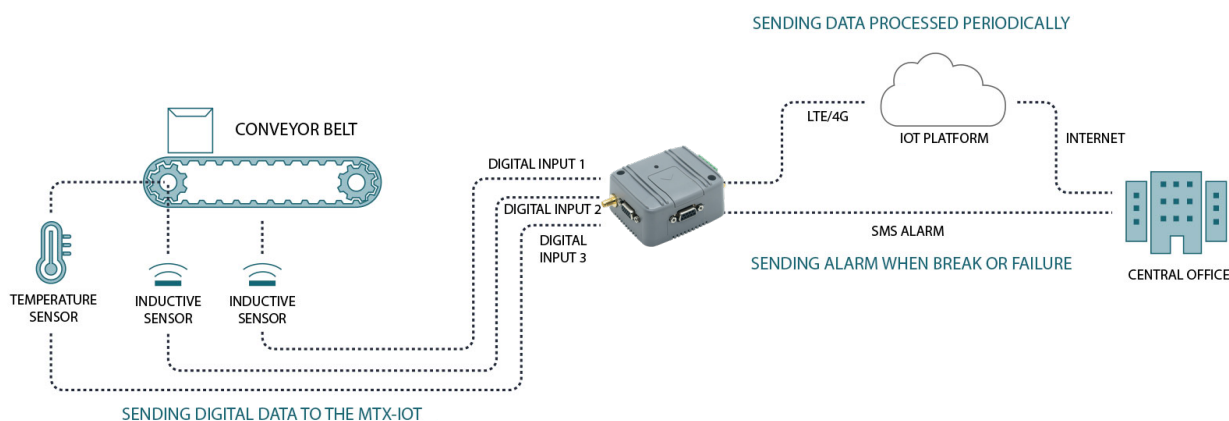 SENDING DATA PROCESSED PERIODICALLY
LTE/4G
IOT PLATFORM
INTERNET
CONVEYOR BELT
DIGITAL INPUT 1
DIGITAL INPUT 2
DIGITAL
INPUT 3
SMS ALARM
SENDING ALARM WHEN BREAK OR FAILURE
CENTRAL OFFICE
TEMPERATURE
SENSOR
INDUCTIVE
SENSOR
INDUCTIVE
SENSOR
SENDING DIGITAL DATA TO THE MTX-IOT